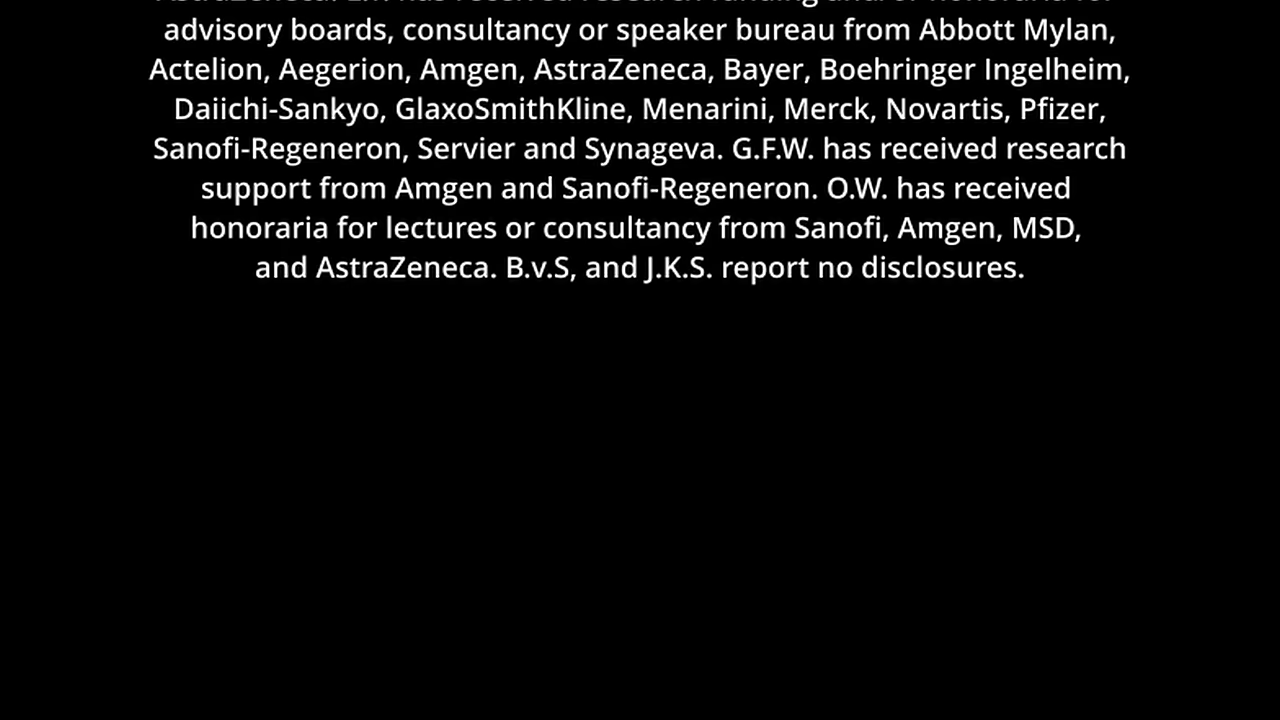 advisory boards, consultancy or speaker bureau from Abbott Mylan,
Actelion, Aegerion, Amgen, AstraZeneca, Bayer, Boehringer Ingelheim,
Daiichi-Sankyo, GlaxoSmithKline, Menarini, Merck, Novartis, Pfizer,
Sanofi-Regeneron, Servier and Synageva. G.F.W. has received research
support from Amgen and Sanofi-Regeneron. O.W. has received
honoraria for lectures or consultancy from Sanofi, Amgen, MSD,
and AstraZeneca. B.v.S, and J.K.S. report no disclosures.